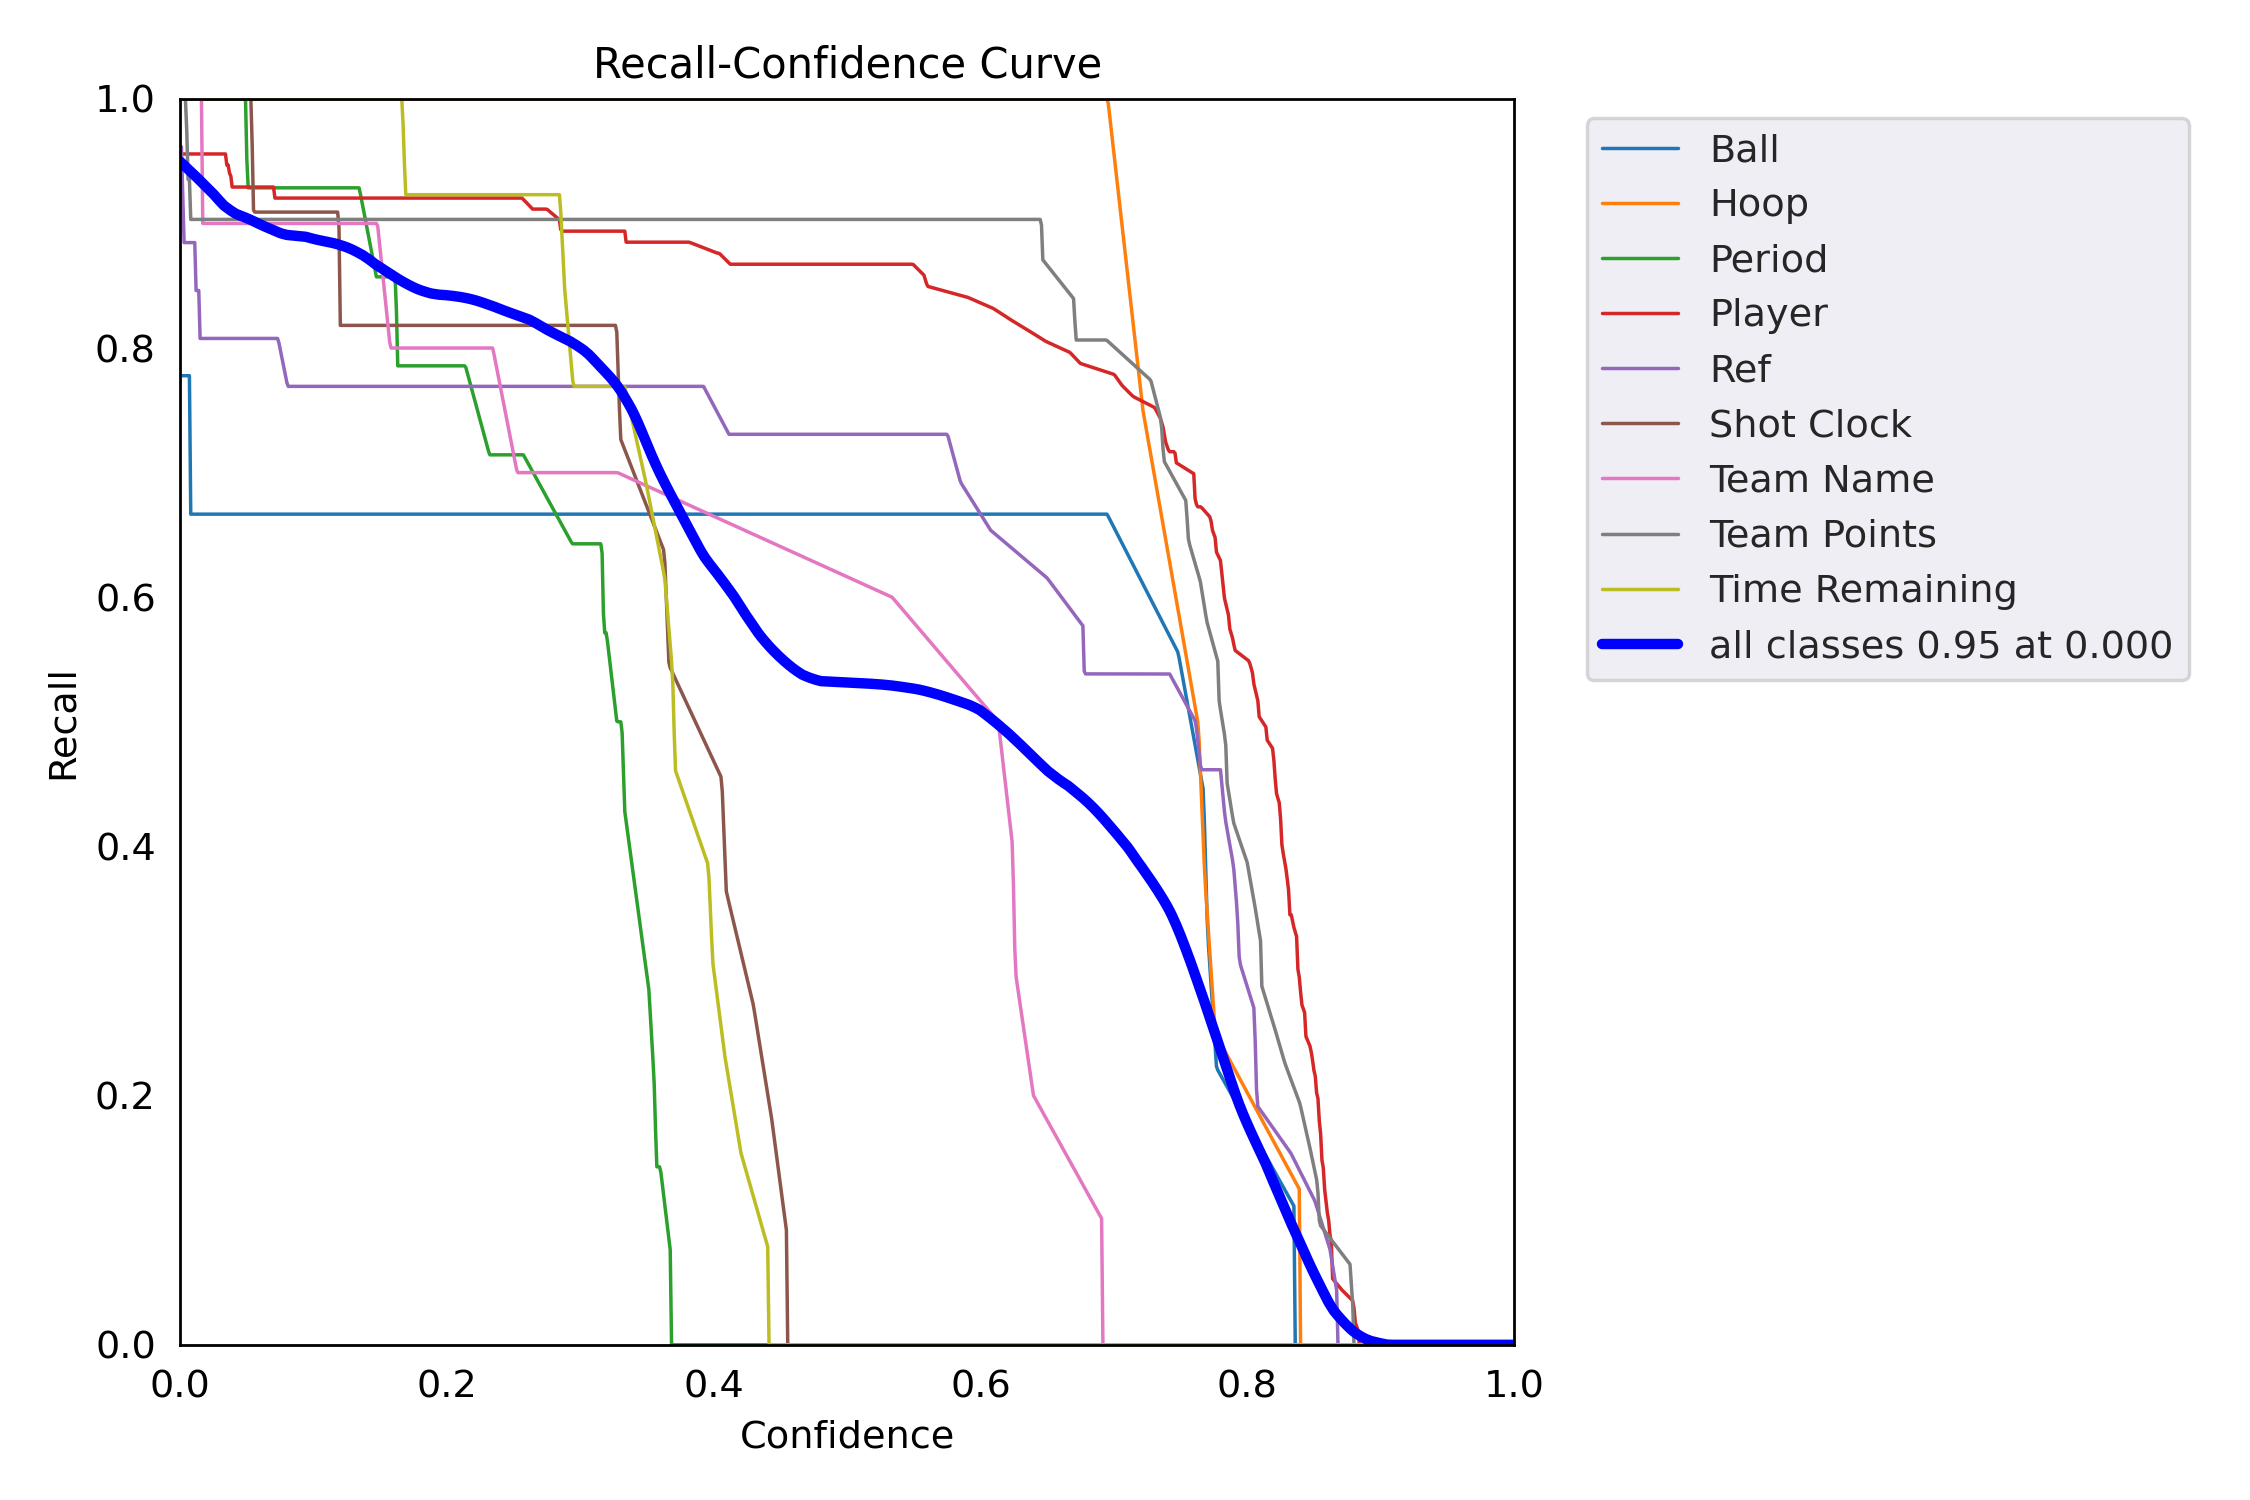 Recall-Confidence Curve
1.0
0.8
0.6
0.4
0.2
0.0
Recall
0.0 0.2 0.4 0.6 0.8 1.0
Confidence
Ball
Hoop
Period
Player
Ref
Shot Clock
Team Name
Team Points
Time Remaining
all classes 0.95 at 0.000